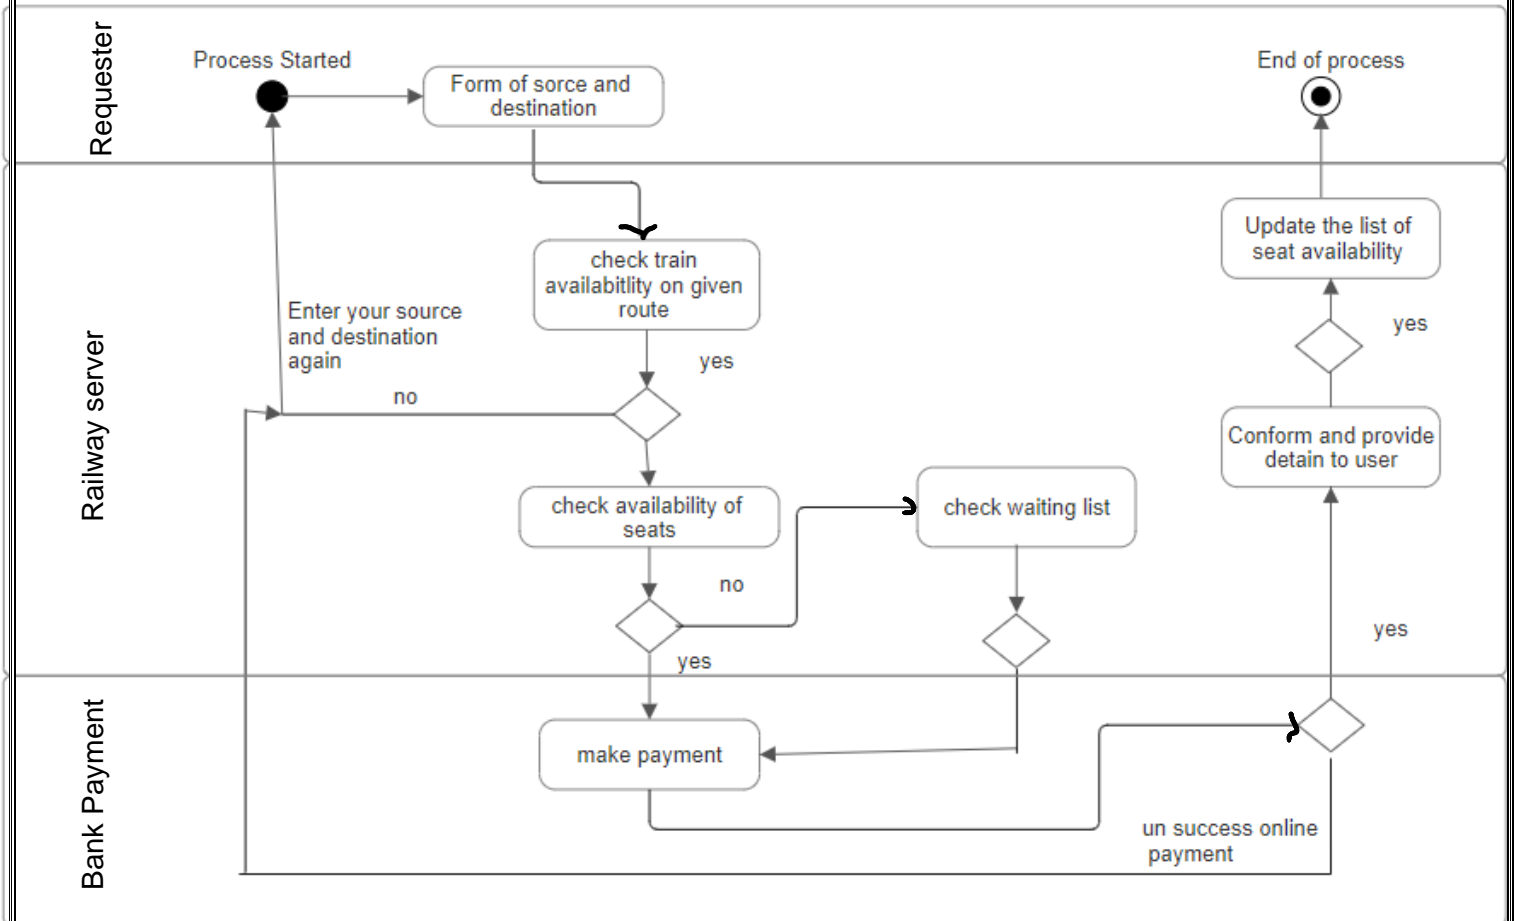 Requester
Process Started
Form of sorce and
destination
End of process
Railway server
check train
availabitlity on given
route
Update the list of
seat availability
Enter your source
and destination
again
yes
yes
no
Conform and provide
detain to user
check availability of
seats
check waiting list
no
yes
yes
Bank Payment
make payment
un success online
payment